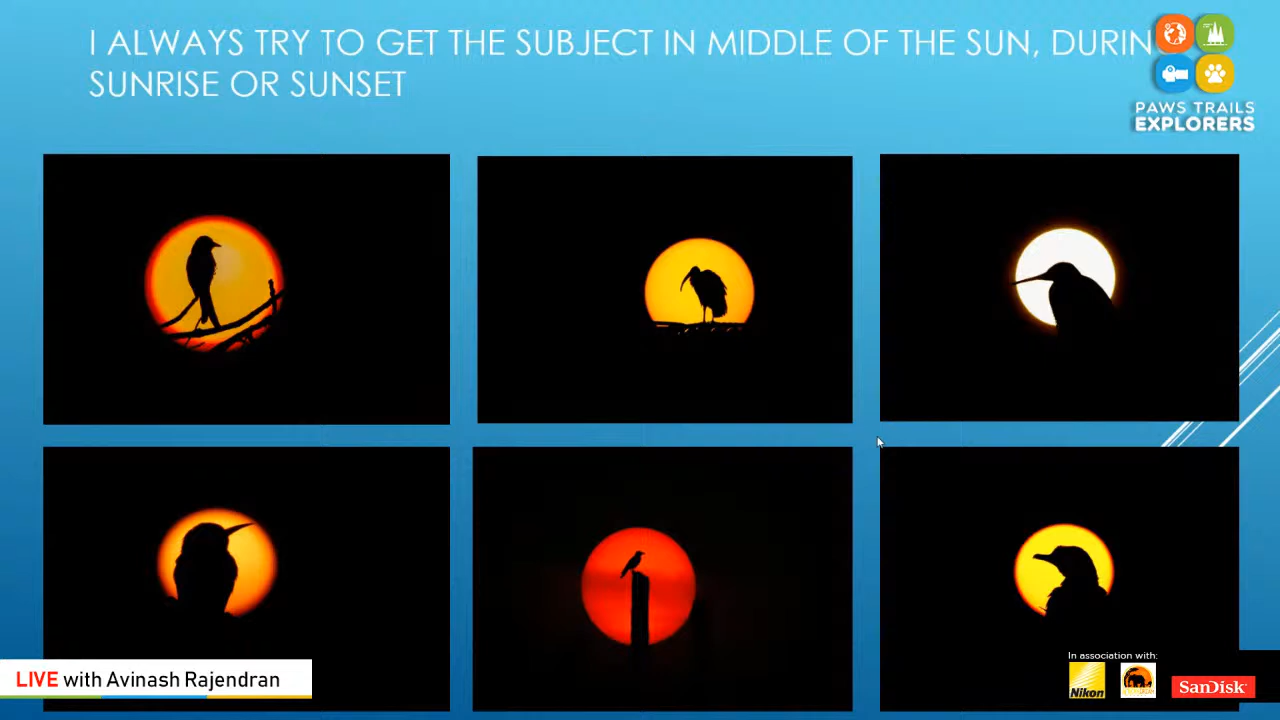 I ALWAYS TRY TO GET THE SUBJECT IN MIDDLE OF THE SUN, DURIN
SUNRISE OR SUNSET
PAWS TRAILS
EXPLORERS
LIVE with Avinash Rajendran
In association with:
Nikon
SanDisk